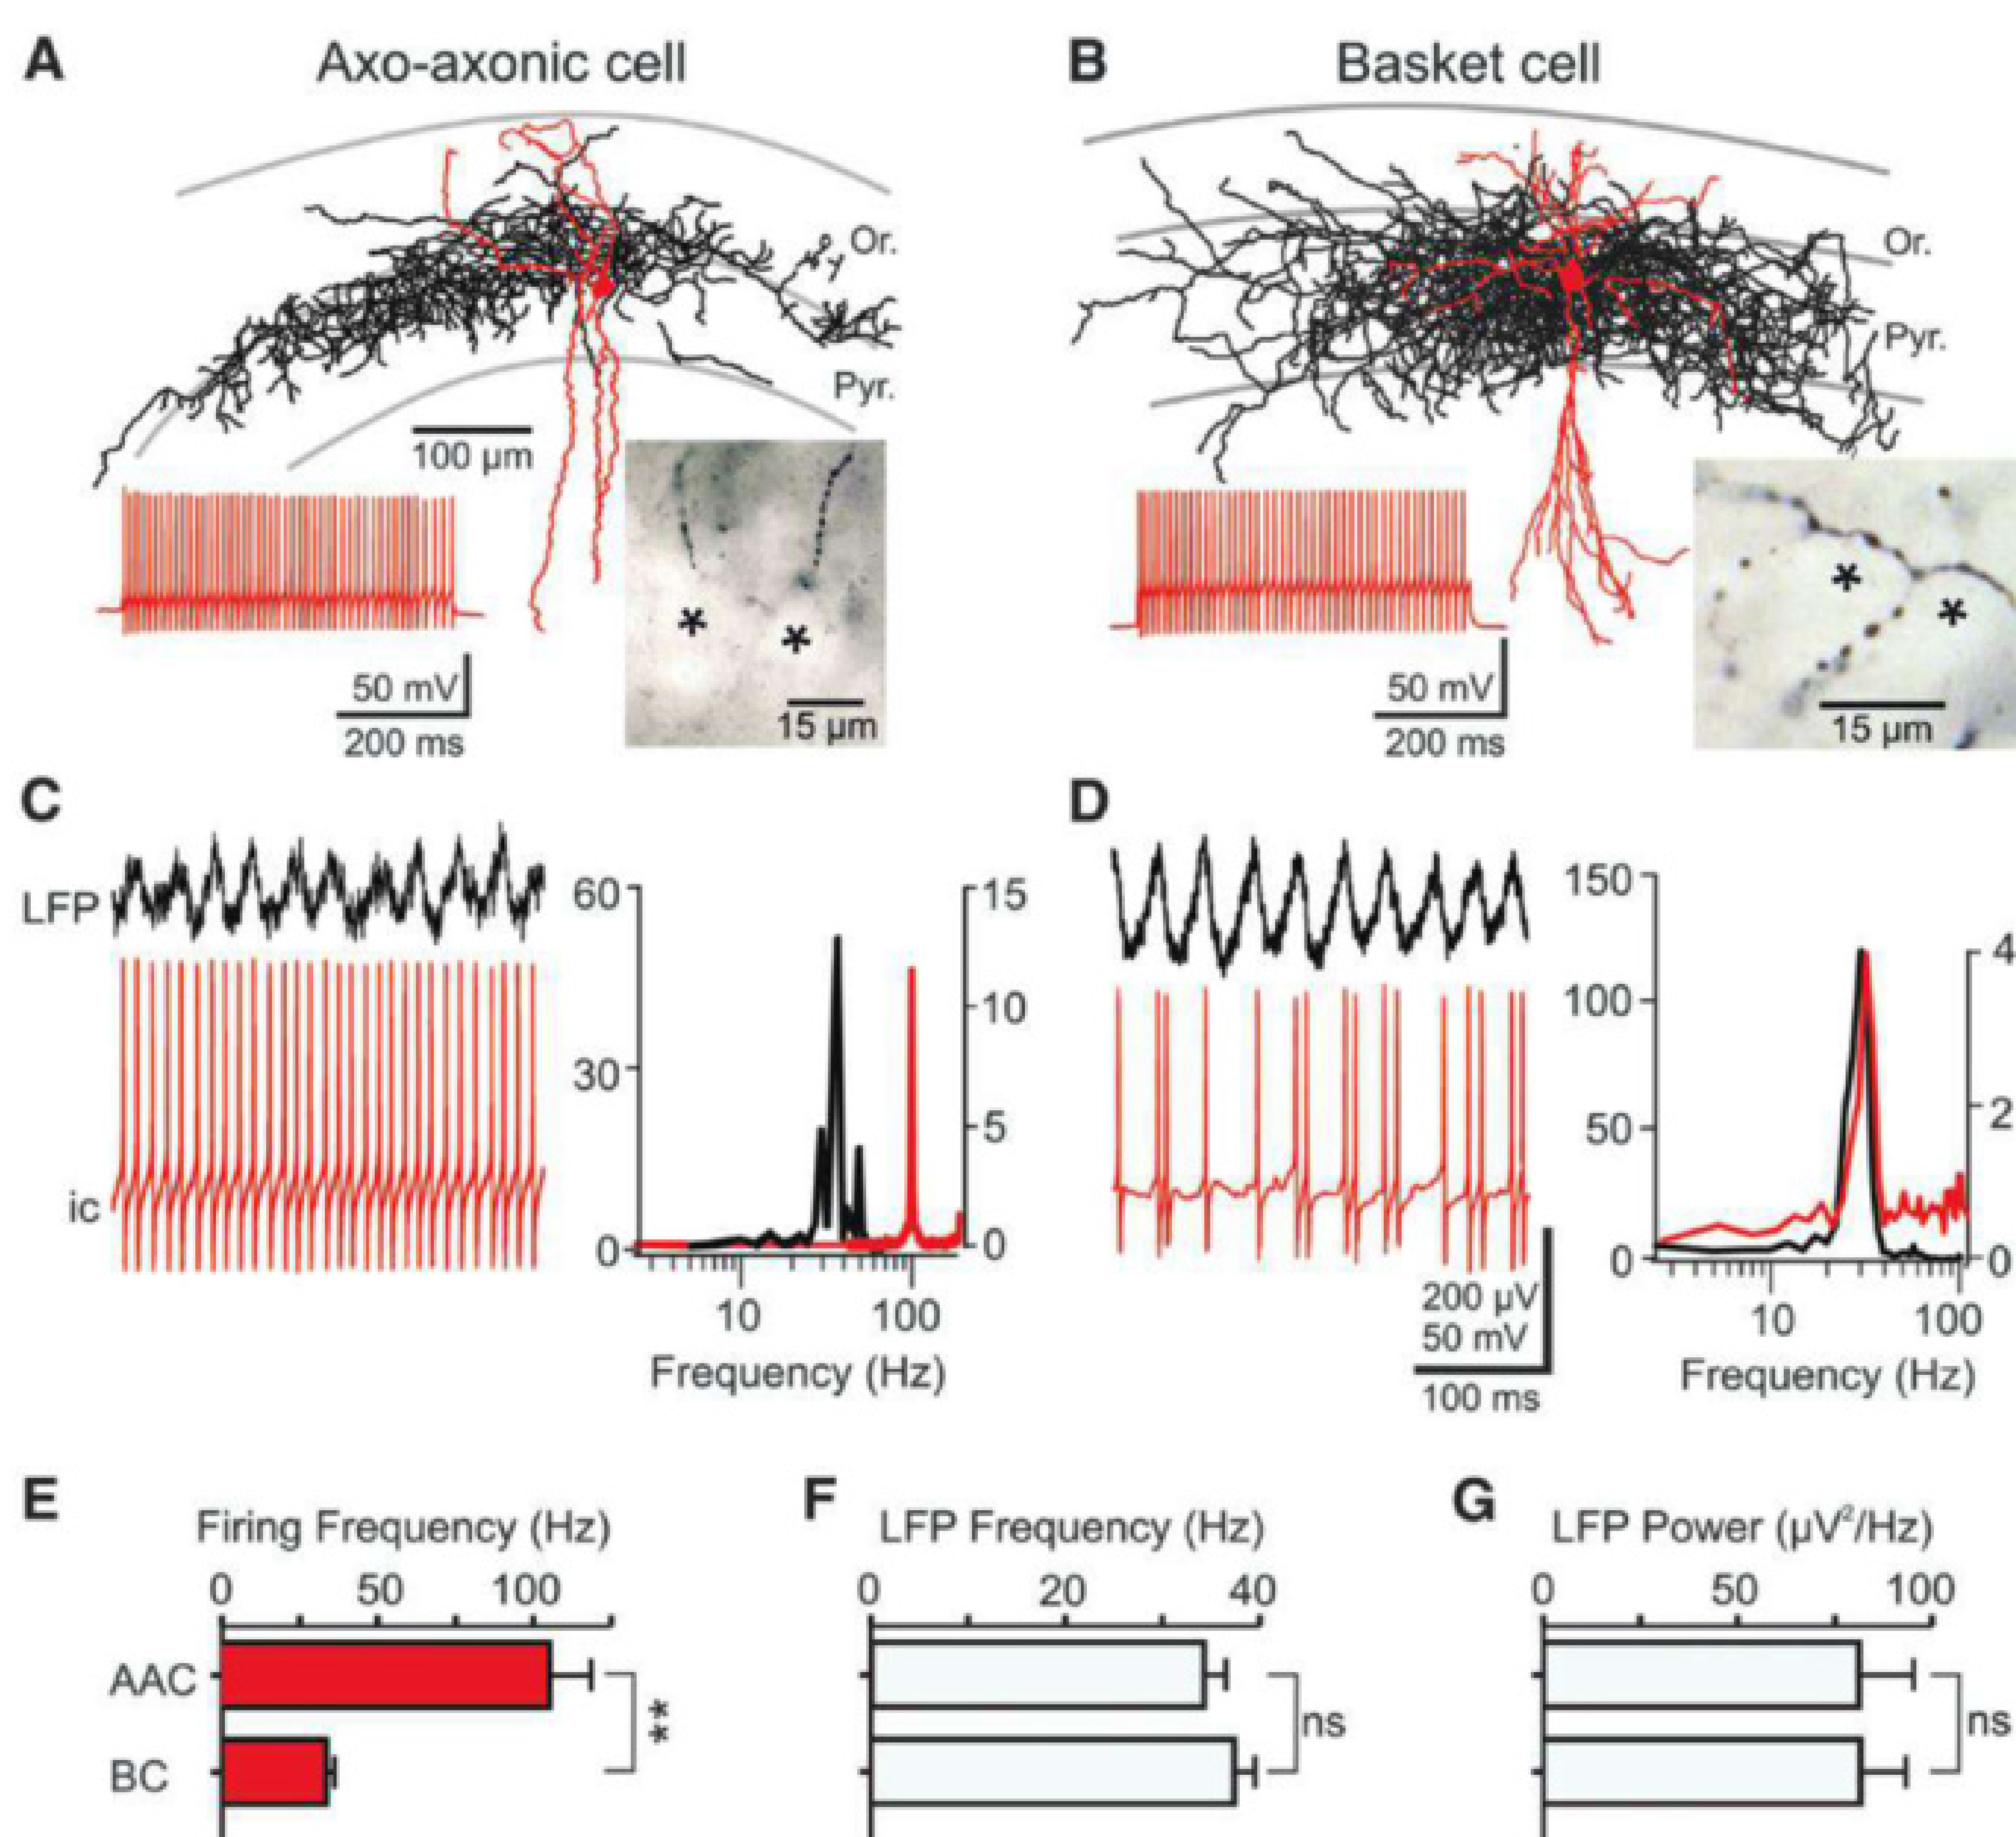 A
Axo-axonic cell
Or.
Pyr.
100 µm
50 mV
200 ms
*
*
15 µm
B
Basket cell
Or.
Pyr.
50 mV
200 ms
*
*
15 µm
C
LFP
ic
60
30
0
15
10
5
0
10 100
Frequency (Hz)
D
200 µV
50 mV
100 ms
150
100
50
0
4
2
0
10 100
Frequency (Hz)
E
Firing Frequency (Hz)
0 50 100
AAC
BC
**
F
LFP Frequency (Hz)
0 20 40
ns
G
LFP Power (µV²/Hz)
0 50 100
ns